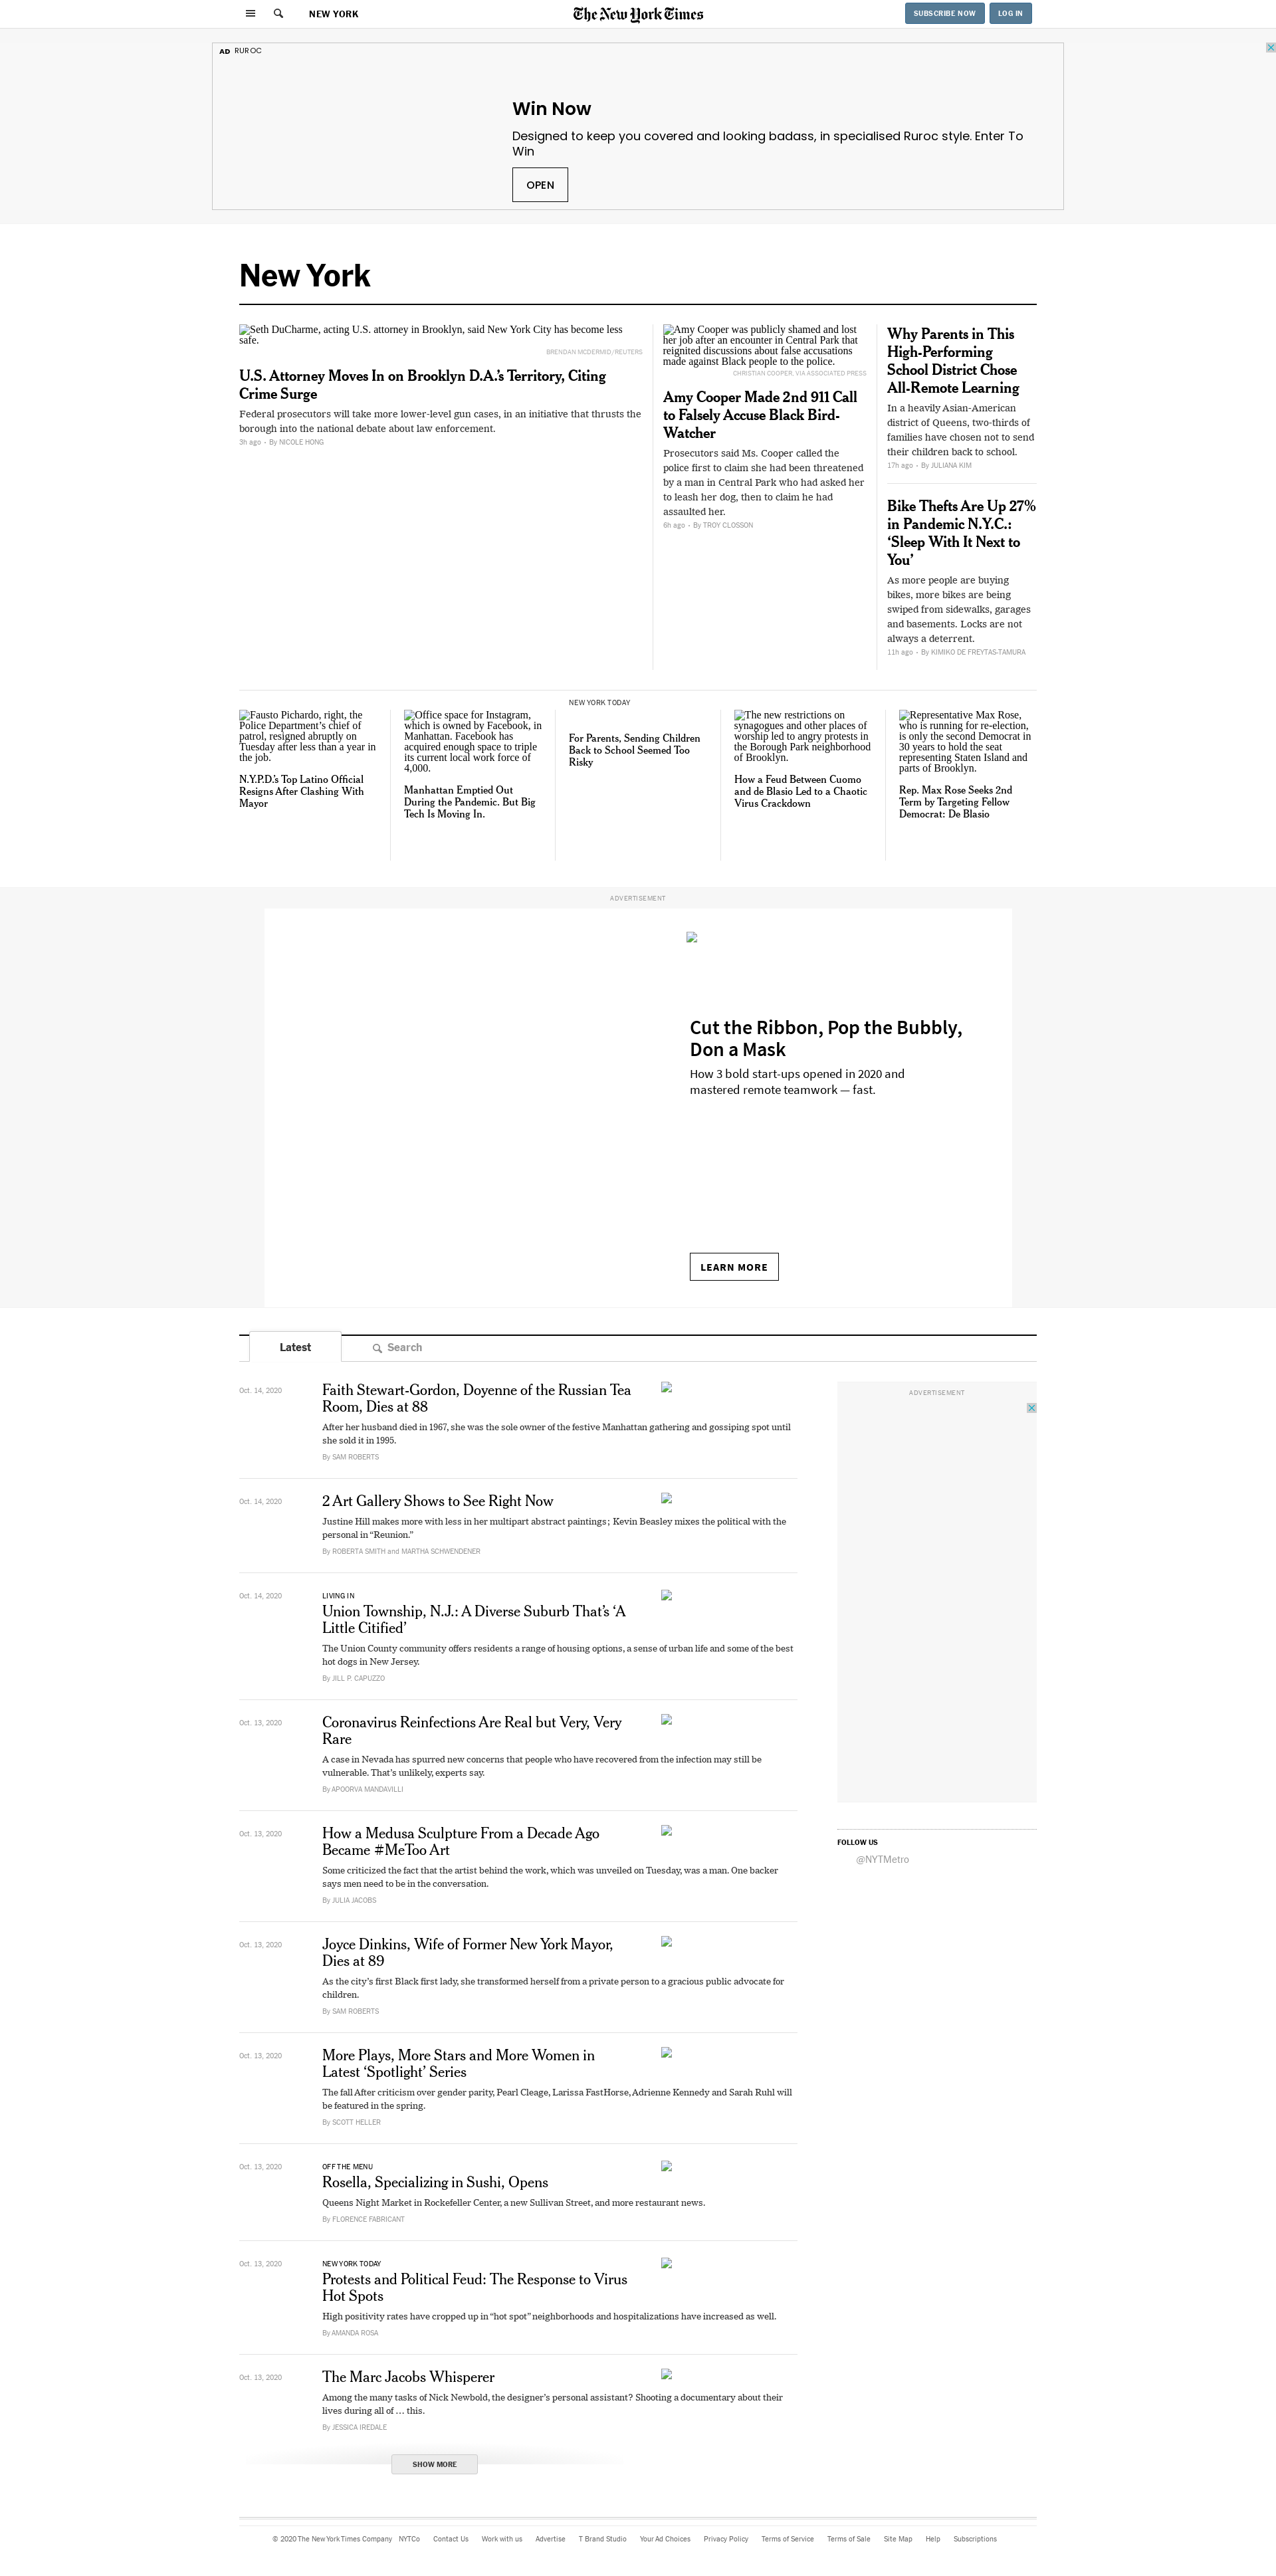 NEW YORK
The New York Times
SUBSCRIBE NOW
LOG IN
AD RUROC
Win Now
Designed to keep you covered and looking badass, in specialised Ruroc style. Enter To
Win
OPEN
New York
Seth DuCharme, acting U.S. attorney in Brooklyn, said New York City has become less
safe.
BRENDAN MCDERMID/REUTERS
U.S. Attorney Moves In on Brooklyn D.A.’s Territory, Citing
Crime Surge
Federal prosecutors will take more lower-level gun cases, in an initiative that thrusts the
borough into the national debate about law enforcement.
3h ago • By NICOLE HONG
Amy Cooper was publicly shamed and lost
her job after an encounter in Central Park that
reignited discussions about false accusations
made against Black people to the police.
CHRISTIAN COOPER, VIA ASSOCIATED PRESS
Amy Cooper Made 2nd 911 Call
to Falsely Accuse Black Bird-
Watcher
Prosecutors said Ms. Cooper called the
police first to claim she had been threatened
by a man in Central Park who had asked her
to leash her dog, then to claim he had
assaulted her.
6h ago • By TROY CLOSSON
Why Parents in This
High-Performing
School District Chose
All-Remote Learning
In a heavily Asian-American
district of Queens, two-thirds of
families have chosen not to send
their children back to school.
17h ago • By JULIANA KIM
Bike Thefts Are Up 27%
in Pandemic N.Y.C.:
‘Sleep With It Next to
You’
As more people are buying
bikes, more bikes are being
swiped from sidewalks, garages
and basements. Locks are not
always a deterrent.
11h ago • By KIMIKO DE FREYTAS-TAMURA
Fausto Pichardo, right, the
Police Department’s chief of
patrol, resigned abruptly on
Tuesday after less than a year in
the job.
N.Y.P.D.’s Top Latino Official
Resigns After Clashing With
Mayor
Office space for Instagram,
which is owned by Facebook, in
Manhattan. Facebook has
acquired enough space to triple
its current local work force of
4,000.
Manhattan Emptied Out
During the Pandemic. But Big
Tech Is Moving In.
NEW YORK TODAY
For Parents, Sending Children
Back to School Seemed Too
Risky
The new restrictions on
synagogues and other places of
worship led to angry protests in
the Borough Park neighborhood
of Brooklyn.
How a Feud Between Cuomo
and de Blasio Led to a Chaotic
Virus Crackdown
Representative Max Rose,
who is running for re-election,
is only the second Democrat in
30 years to hold the seat
representing Staten Island and
parts of Brooklyn.
Rep. Max Rose Seeks 2nd
Term by Targeting Fellow
Democrat: De Blasio
ADVERTISEMENT
Cut the Ribbon, Pop the Bubbly,
Don a Mask
How 3 bold start-ups opened in 2020 and
mastered remote teamwork — fast.
LEARN MORE
Latest
Search
Oct. 14, 2020
Faith Stewart-Gordon, Doyenne of the Russian Tea
Room, Dies at 88
After her husband died in 1967, she was the sole owner of the festive Manhattan gathering and gossiping spot until
she sold it in 1995.
By SAM ROBERTS
Oct. 14, 2020
2 Art Gallery Shows to See Right Now
Justine Hill makes more with less in her multipart abstract paintings; Kevin Beasley mixes the political with the
personal in “Reunion.”
By ROBERTA SMITH and MARTHA SCHWENDENER
Oct. 14, 2020
LIVING IN
Union Township, N.J.: A Diverse Suburb That’s ‘A
Little Citified’
The Union County community offers residents a range of housing options, a sense of urban life and some of the best
hot dogs in New Jersey.
By JILL P. CAPUZZO
Oct. 13, 2020
Coronavirus Reinfections Are Real but Very, Very
Rare
A case in Nevada has spurred new concerns that people who have recovered from the infection may still be
vulnerable. That’s unlikely, experts say.
By APOORVA MANDAVILLI
Oct. 13, 2020
How a Medusa Sculpture From a Decade Ago
Became #MeToo Art
Some criticized the fact that the artist behind the work, which was unveiled on Tuesday, was a man. One backer
says men need to be in the conversation.
By JULIA JACOBS
Oct. 13, 2020
Joyce Dinkins, Wife of Former New York Mayor,
Dies at 89
As the city’s first Black first lady, she transformed herself from a private person to a gracious public advocate for
children.
By SAM ROBERTS
Oct. 13, 2020
More Plays, More Stars and More Women in
Latest ‘Spotlight’ Series
The fall After criticism over gender parity, Pearl Cleage, Larissa FastHorse, Adrienne Kennedy and Sarah Ruhl will
be featured in the spring.
By SCOTT HELLER
Oct. 13, 2020
OFF THE MENU
Rosella, Specializing in Sushi, Opens
Queens Night Market in Rockefeller Center, a new Sullivan Street, and more restaurant news.
By FLORENCE FABRICANT
Oct. 13, 2020
NEW YORK TODAY
Protests and Political Feud: The Response to Virus
Hot Spots
High positivity rates have cropped up in “hot spot” neighborhoods and hospitalizations have increased as well.
By AMANDA ROSA
Oct. 13, 2020
The Marc Jacobs Whisperer
Among the many tasks of Nick Newbold, the designer’s personal assistant? Shooting a documentary about their
lives during all of … this.
By JESSICA IREDALE
SHOW MORE
ADVERTISEMENT
FOLLOW US
@NYTMetro
© 2020 The New York Times Company NYTCo Contact Us Work with us Advertise T Brand Studio Your Ad Choices Privacy Policy Terms of Service Terms of Sale Site Map Help Subscriptions